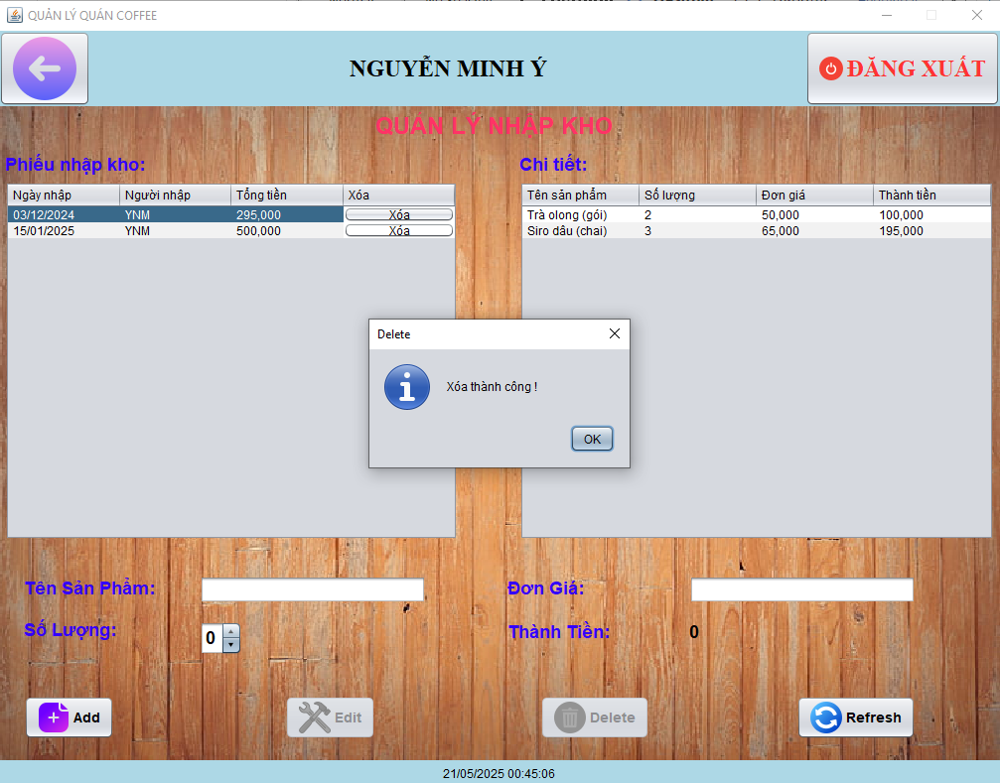 QUẢN LÝ QUÁN COFFEE
NGUYỄN MINH Ý
ĐĂNG XUẤT
QUẢN LÝ NHẬP KHO
Phiếu nhập kho:
Ngày nhập Người nhập Tổng tiền Xóa
03/12/2024 YNM 295,000 Xóa
15/01/2025 YNM 500,000 Xóa
Chi tiết:
Tên sản phẩm Số lượng Đơn giá Thành tiền
Trà olong (gói) 2 50,000 100,000
Siro dâu (chai) 3 65,000 195,000
Delete
Xóa thành công !
OK
Tên Sản Phẩm:
Đơn Giá:
Số Lượng: 0
Thành Tiền: 0
Add
Edit
Delete
Refresh
21/05/2025 00:45:06